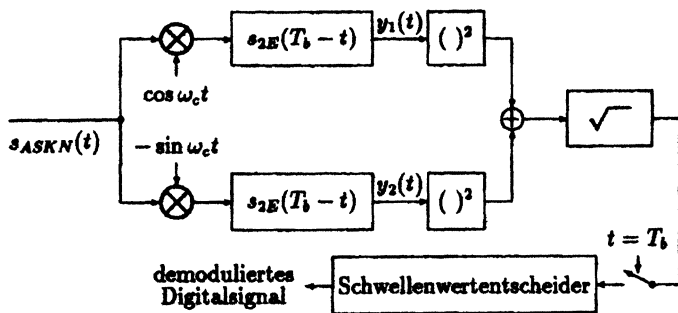 s_{2E}(T_b − t)
y_1(t)
( )^2
cos ω_c t
√
s_{ASKN}(t)
− sin ω_c t
s_{2E}(T_b − t)
y_2(t)
( )^2
t = T_b
demoduliertes
Digitalsignal
Schwellenwertentscheider